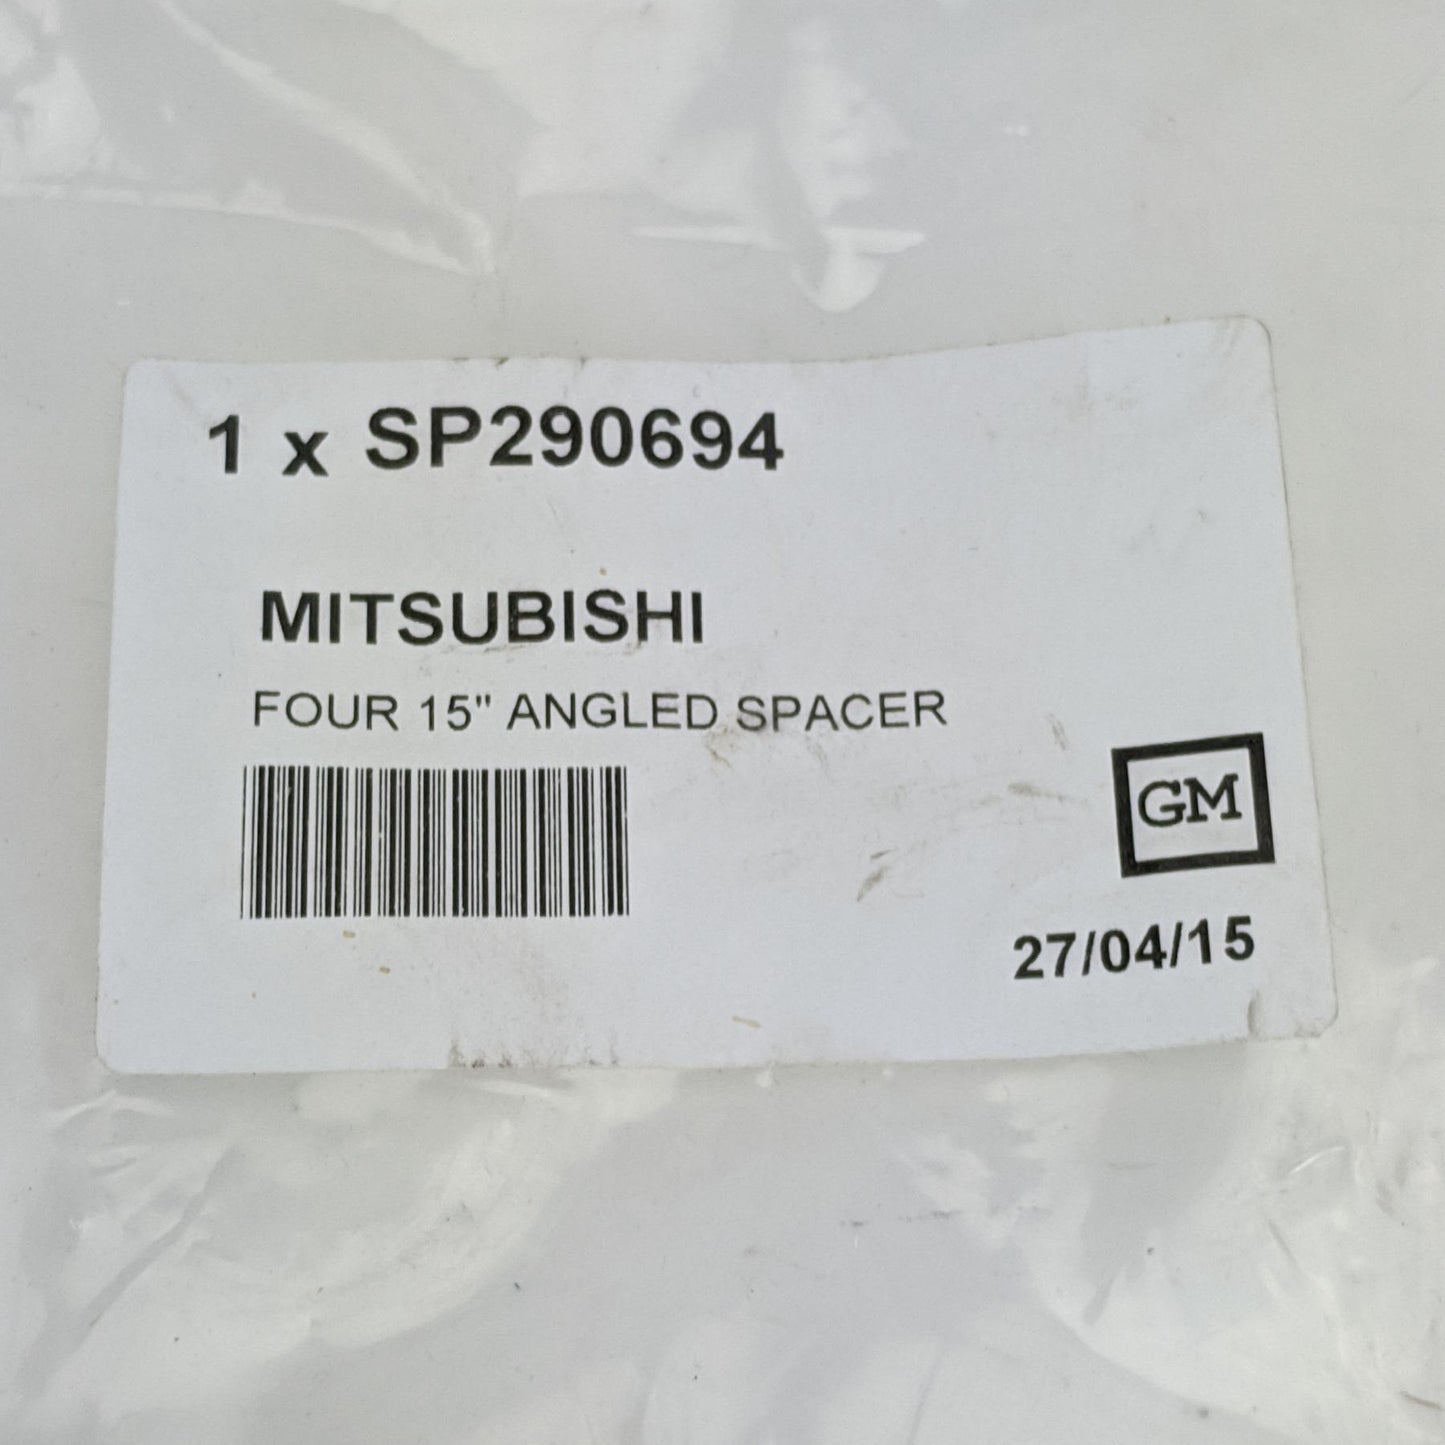 1 x SP290694
MITSUBISHI
FOUR 15" ANGLED SPACER
GM
27/04/15